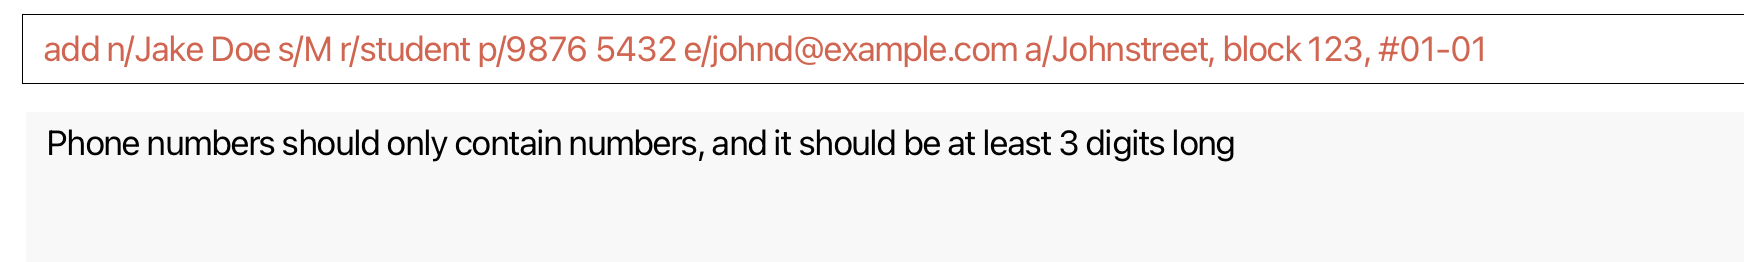 add n/Jake Doe s/M r/student p/9876 5432 e/johnd@example.com a/Johnstreet, block 123, #01-01
Phone numbers should only contain numbers, and it should be at least 3 digits long